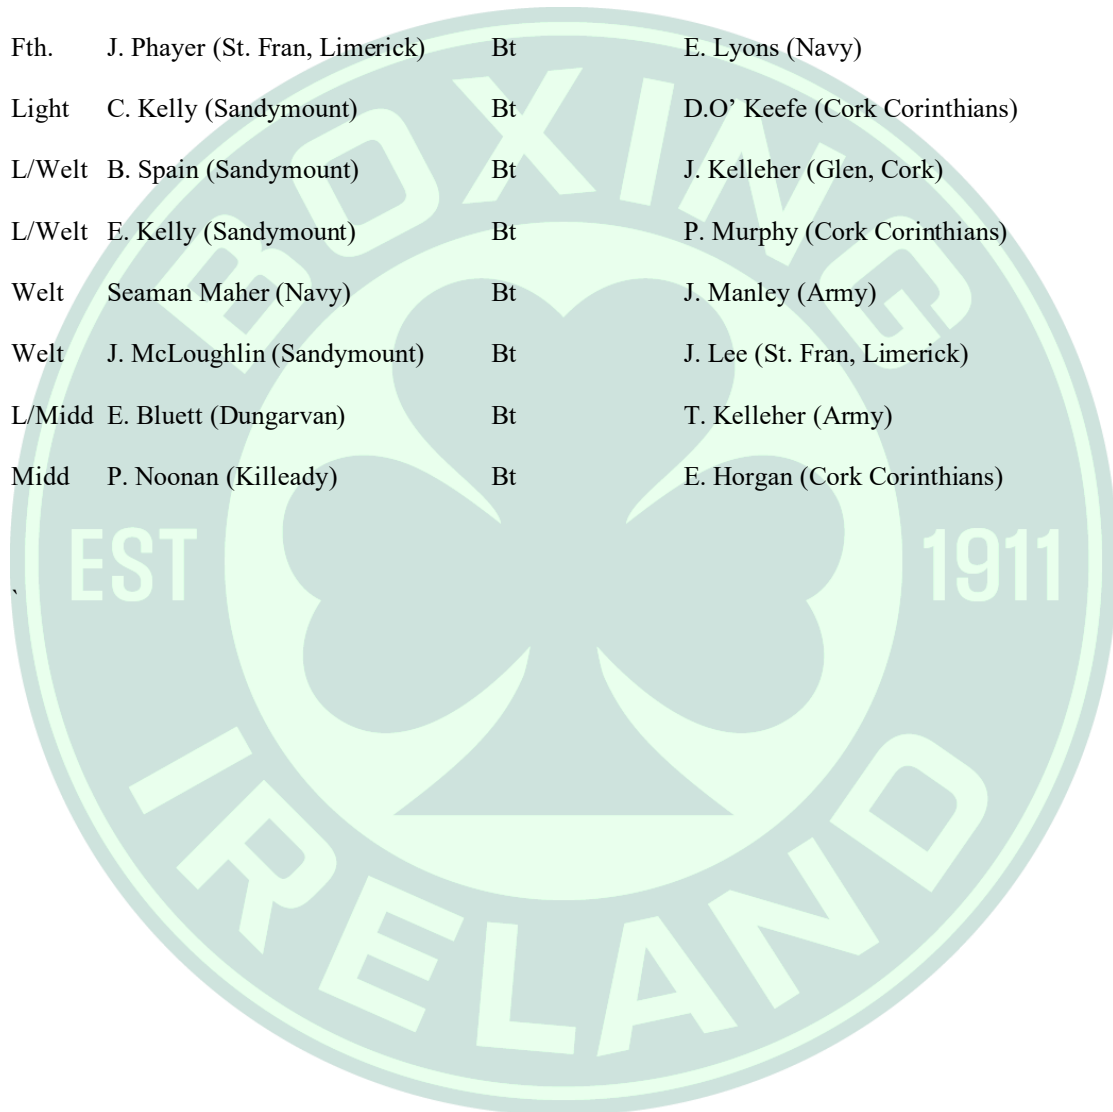 Fth. J. Phayer (St. Fran, Limerick) Bt E. Lyons (Navy)
Light C. Kelly (Sandymount) Bt D.O’ Keefe (Cork Corinthians)
L/Welt B. Spain (Sandymount) Bt J. Kelleher (Glen, Cork)
L/Welt E. Kelly (Sandymount) Bt P. Murphy (Cork Corinthians)
Welt Seaman Maher (Navy) Bt J. Manley (Army)
Welt J. McLoughlin (Sandymount) Bt J. Lee (St. Fran, Limerick)
L/Midd E. Bluett (Dungarvan) Bt T. Kelleher (Army)
Midd P. Noonan (Killeady) Bt E. Horgan (Cork Corinthians)
`
BOXING
EST 1911
IRELAND